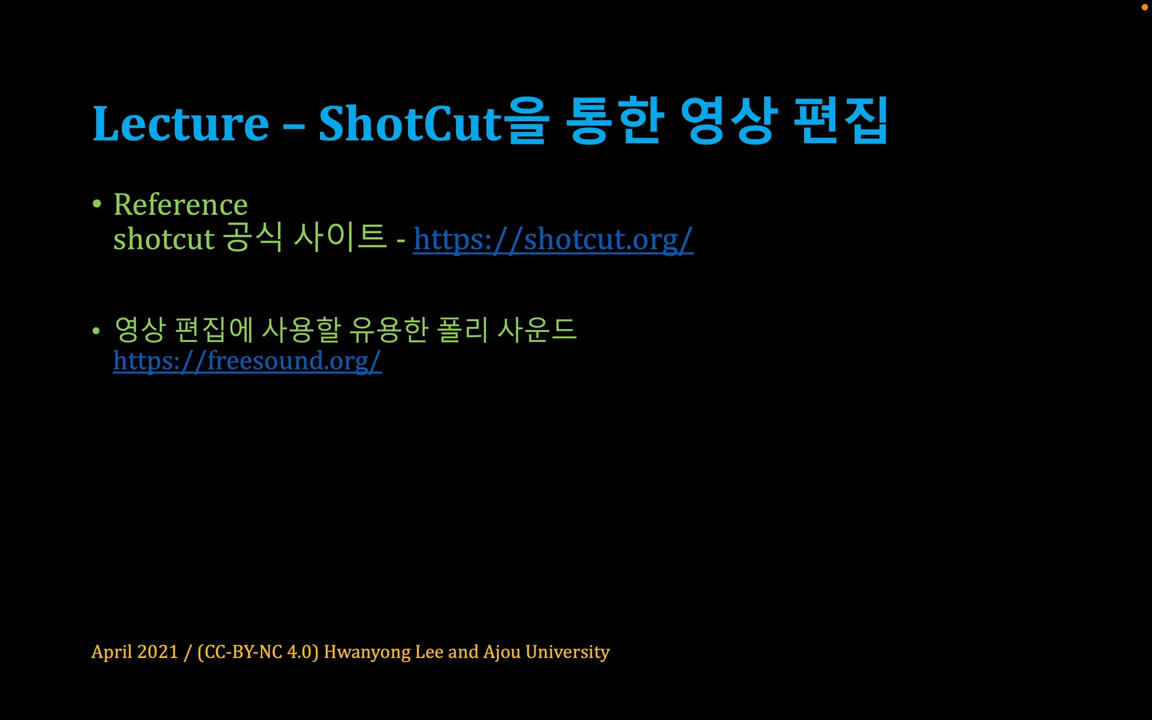 Lecture – ShotCut을 통한 영상 편집
• Reference
shotcut 공식 사이트 - https://shotcut.org/
• 영상 편집에 사용할 유용한 폴리 사운드
https://freesound.org/
April 2021 / (CC-BY-NC 4.0) Hwanyong Lee and Ajou University